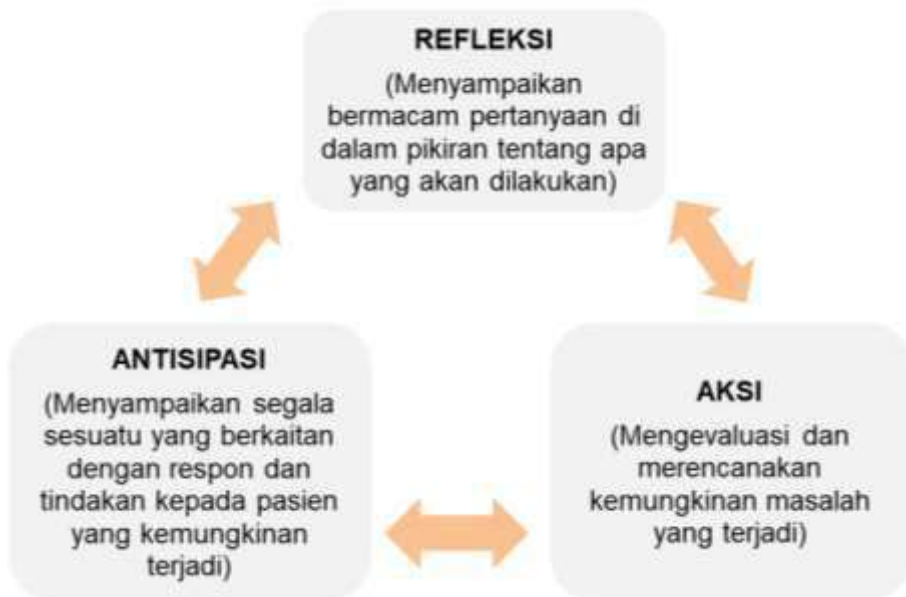 REFLEKSI
(Menyampaikan
bermacam pertanyaan di
dalam pikiran tentang apa
yang akan dilakukan)
ANTISIPASI
(Menyampaikan segala
sesuatu yang berkaitan
dengan respon dan
tindakan kepada pasien
yang kemungkinan
terjadi)
AKSI
(Mengevaluasi dan
merencanakan
kemungkinan masalah
yang terjadi)